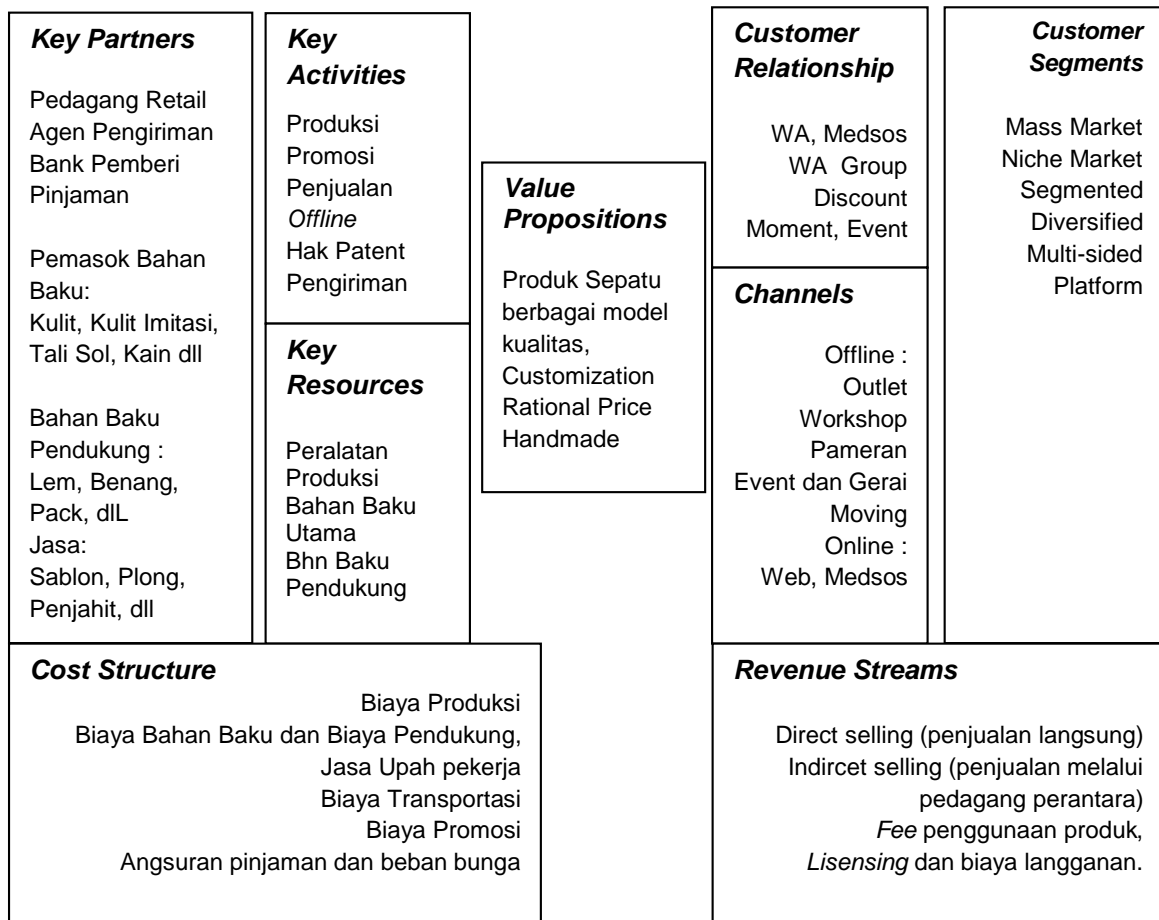 Key Partners
Pedagang Retail
Agen Pengiriman
Bank Pemberi
Pinjaman
Pemasok Bahan
Baku:
Kulit, Kulit Imitasi,
Tali Sol, Kain dll
Bahan Baku
Pendukung :
Lem, Benang,
Pack, dlL
Jasa:
Sablon, Plong,
Penjahit, dll
Key
Activities
Produksi
Promosi
Penjualan
Offline
Hak Patent
Pengiriman
Key
Resources
Peralatan
Produksi
Bahan Baku
Utama
Bhn Baku
Pendukung
Value
Propositions
Produk Sepatu
berbagai model
kualitas,
Customization
Rational Price
Handmade
Customer
Relationship
WA, Medsos
WA Group
Discount
Moment, Event
Channels
Offline :
Outlet
Workshop
Pameran
Event dan Gerai
Moving
Online :
Web, Medsos
Customer
Segments
Mass Market
Niche Market
Segmented
Diversified
Multi-sided
Platform
Cost Structure
Biaya Produksi
Biaya Bahan Baku dan Biaya Pendukung,
Jasa Upah pekerja
Biaya Transportasi
Biaya Promosi
Angsuran pinjaman dan beban bunga
Revenue Streams
Direct selling (penjualan langsung)
Indircet selling (penjualan melalui
pedagang perantara)
Fee penggunaan produk,
Lisensing dan biaya langganan.